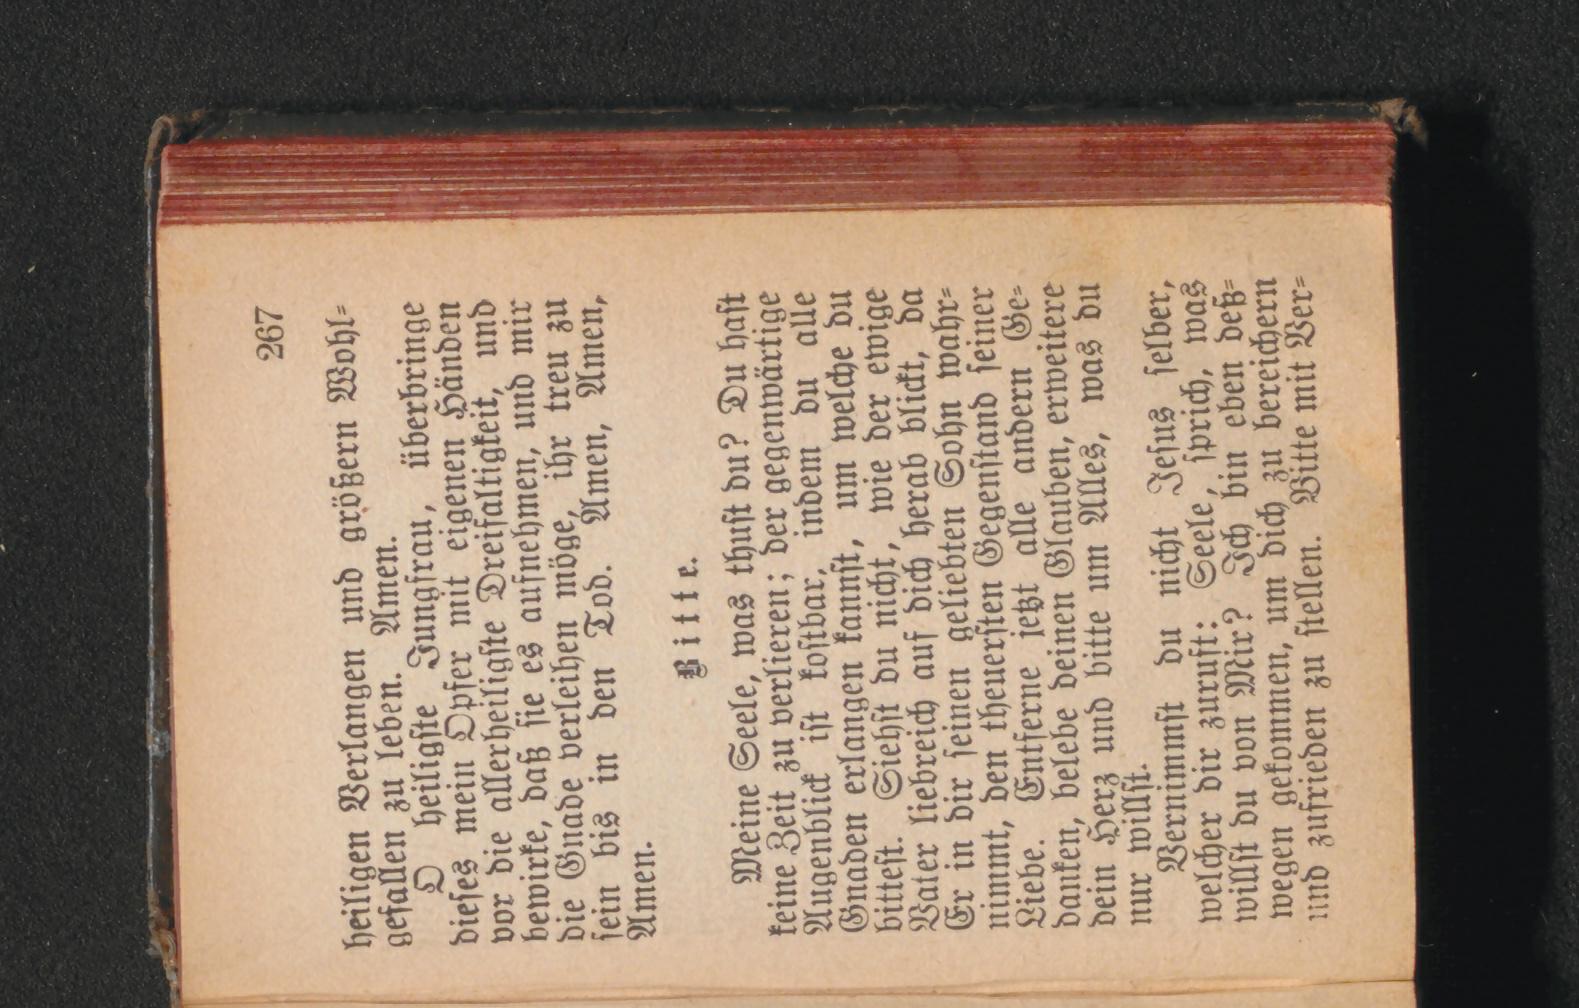 267
heiligen Verlangen und größern Wohl=
gefallen zu leben. Amen.
O heiligste Jungfrau, überbringe
dieses mein Opfer mit eigenen Händen
vor die allerheiligste Dreifaltigkeit, und
bewirke, daß sie es aufnehmen, und mir
die Gnade verleihen möge, ihr treu zu
sein bis in den Tod. Amen, Amen,
Amen.
Bitte.
Meine Seele, was thust du? Du hast
keine Zeit zu verlieren; der gegenwärtige
Augenblick ist kostbar, indem du alle
Gnaden erlangen kannst, um welche du
bittest. Siehst du nicht, wie der ewige
Vater liebreich auf dich herab blickt, da
Er in dir seinen geliebten Sohn wahr=
nimmt, den theuersten Gegenstand seiner
Liebe. Entferne jetzt alle andern Ge=
danken, belebe deinen Glauben, erweitere
dein Herz und bitte um Alles, was du
nur willst.
Vernimmst du nicht Jesus selber,
welcher dir zuruft: Seele, sprich, was
willst du von Mir? Ich bin eben deß=
wegen gekommen, um dich zu bereichern
und zufrieden zu stellen. Bitte mit Ver=